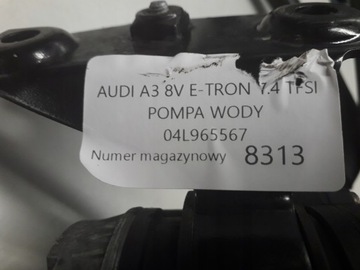 AUDI A3 8V E-TRON 1.4 TFSI
POMPA WODY
04L965567
Numer magazynowy 8313